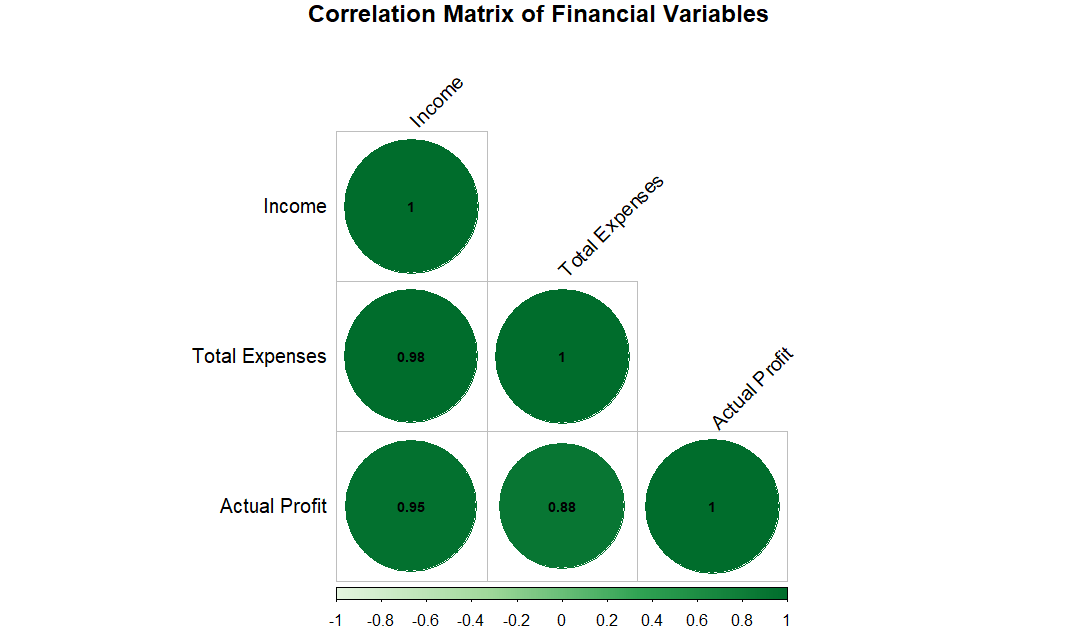 Correlation Matrix of Financial Variables
Income
Income
1
Total Expenses
Total Expenses
0.98
1
Actual Profit
Actual Profit
0.95
0.88
1
-1 -0.8 -0.6 -0.4 -0.2 0 0.2 0.4 0.6 0.8 1